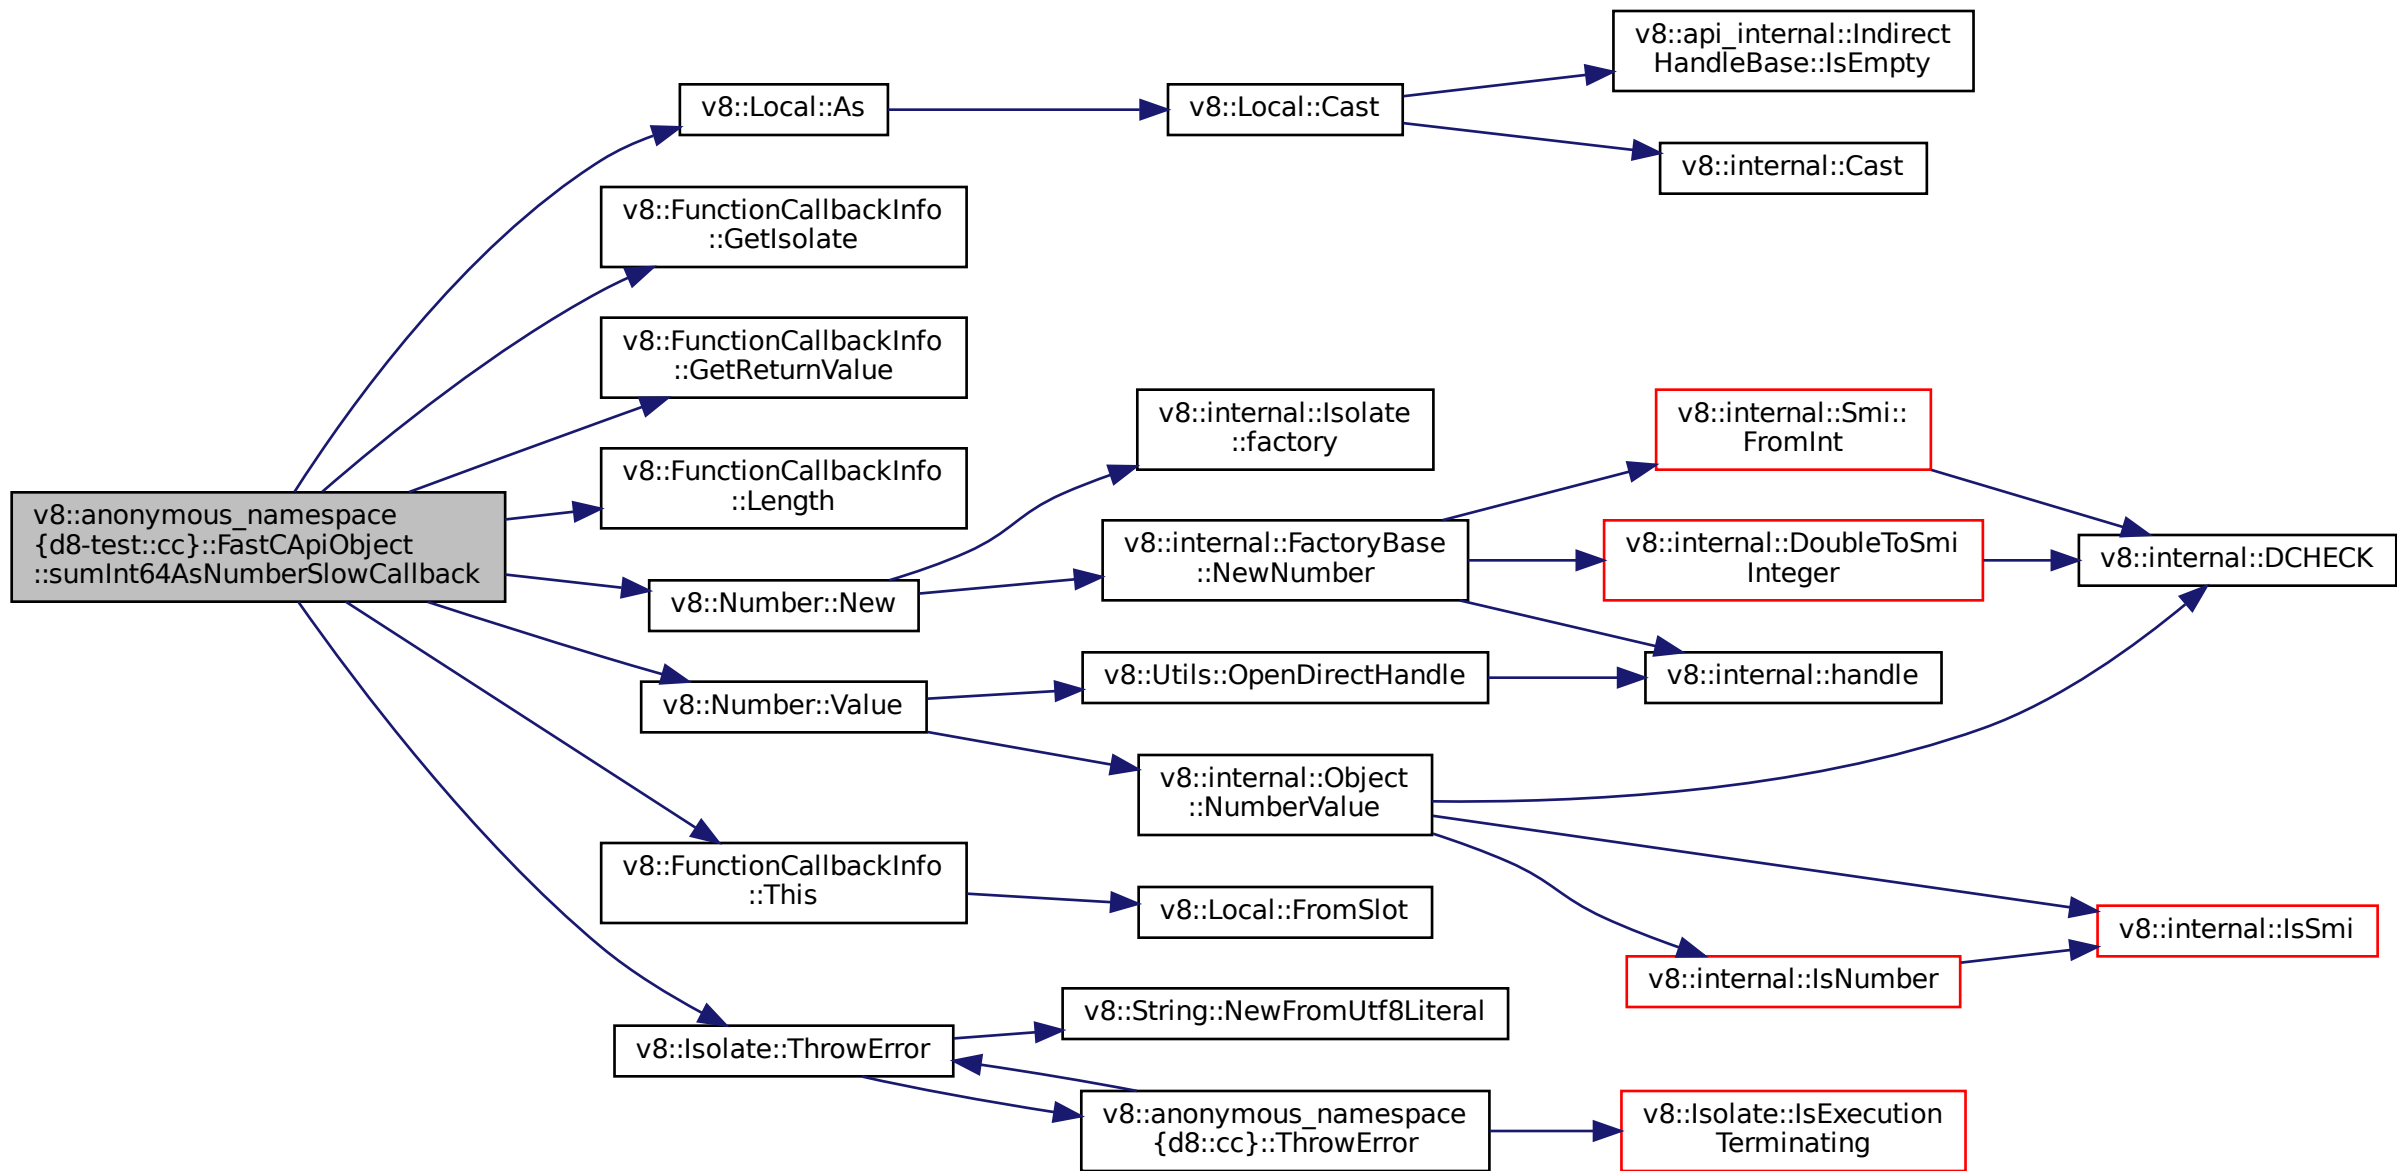 v8::anonymous_namespace
{d8-test::cc}::FastCApiObject
::sumInt64AsNumberSlowCallback
v8::Local::As
v8::FunctionCallbackInfo
::GetIsolate
v8::FunctionCallbackInfo
::GetReturnValue
v8::FunctionCallbackInfo
::Length
v8::Number::New
v8::Number::Value
v8::FunctionCallbackInfo
::This
v8::Isolate::ThrowError
v8::Local::Cast
v8::internal::Isolate
::factory
v8::internal::FactoryBase
::NewNumber
v8::Utils::OpenDirectHandle
v8::internal::Object
::NumberValue
v8::Local::FromSlot
v8::String::NewFromUtf8Literal
v8::anonymous_namespace
{d8::cc}::ThrowError
v8::api_internal::Indirect
HandleBase::IsEmpty
v8::internal::Cast
v8::internal::Smi::
FromInt
v8::internal::DoubleToSmi
Integer
v8::internal::handle
v8::internal::IsNumber
v8::Isolate::IsExecution
Terminating
v8::internal::DCHECK
v8::internal::IsSmi